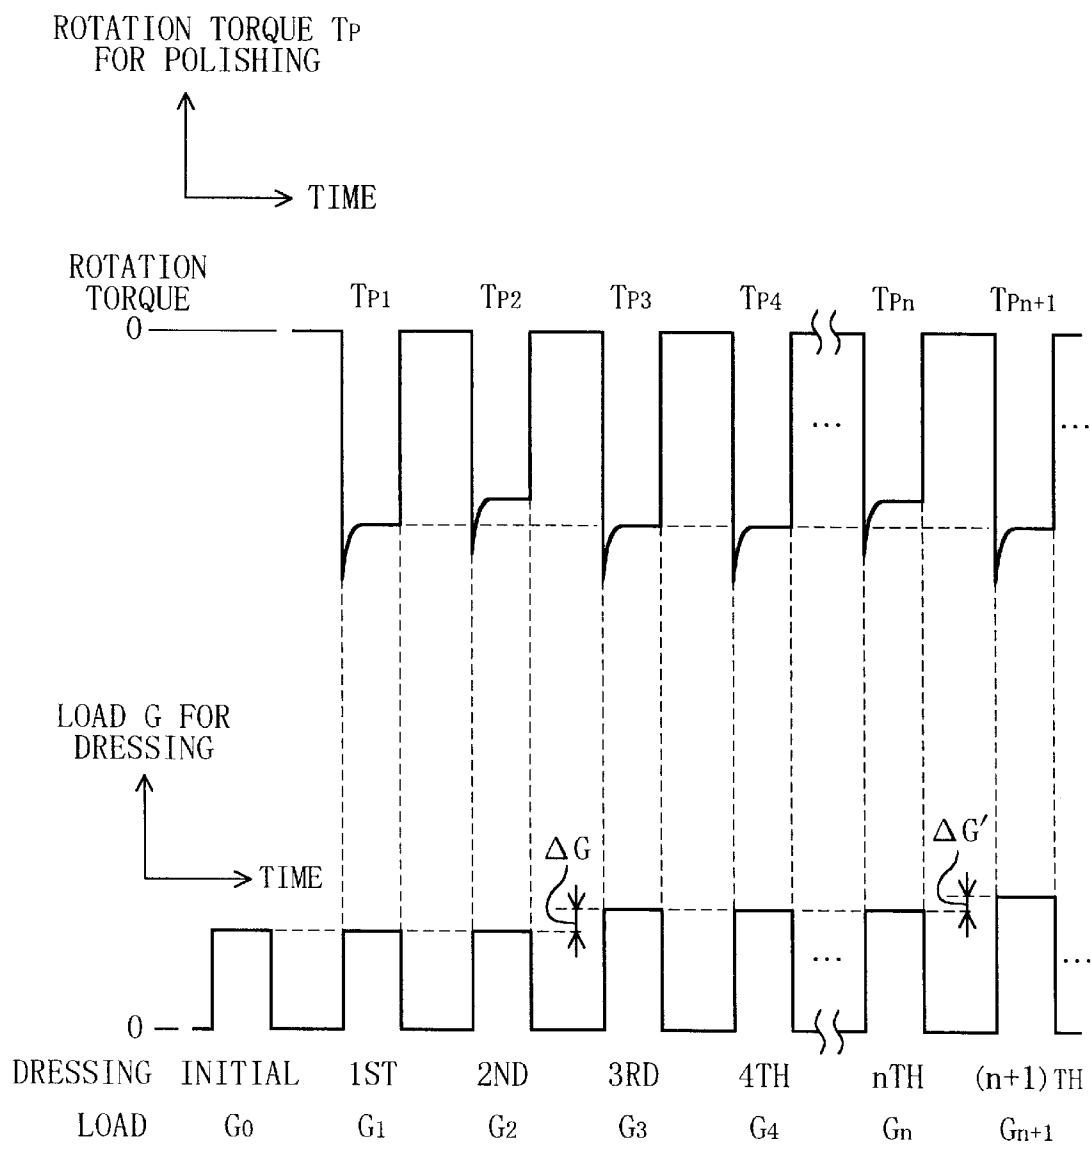 ROTATION TORQUE TP
FOR POLISHING
TIME
ROTATION
TORQUE
TP1 TP2 TP3 TP4 TPn TPn+1
0
... ...
LOAD G FOR
DRESSING
ΔG ΔG'
TIME
... ...
0
DRESSING INITIAL 1ST 2ND 3RD 4TH nTH (n+1)TH
LOAD G0 G1 G2 G3 G4 Gn Gn+1